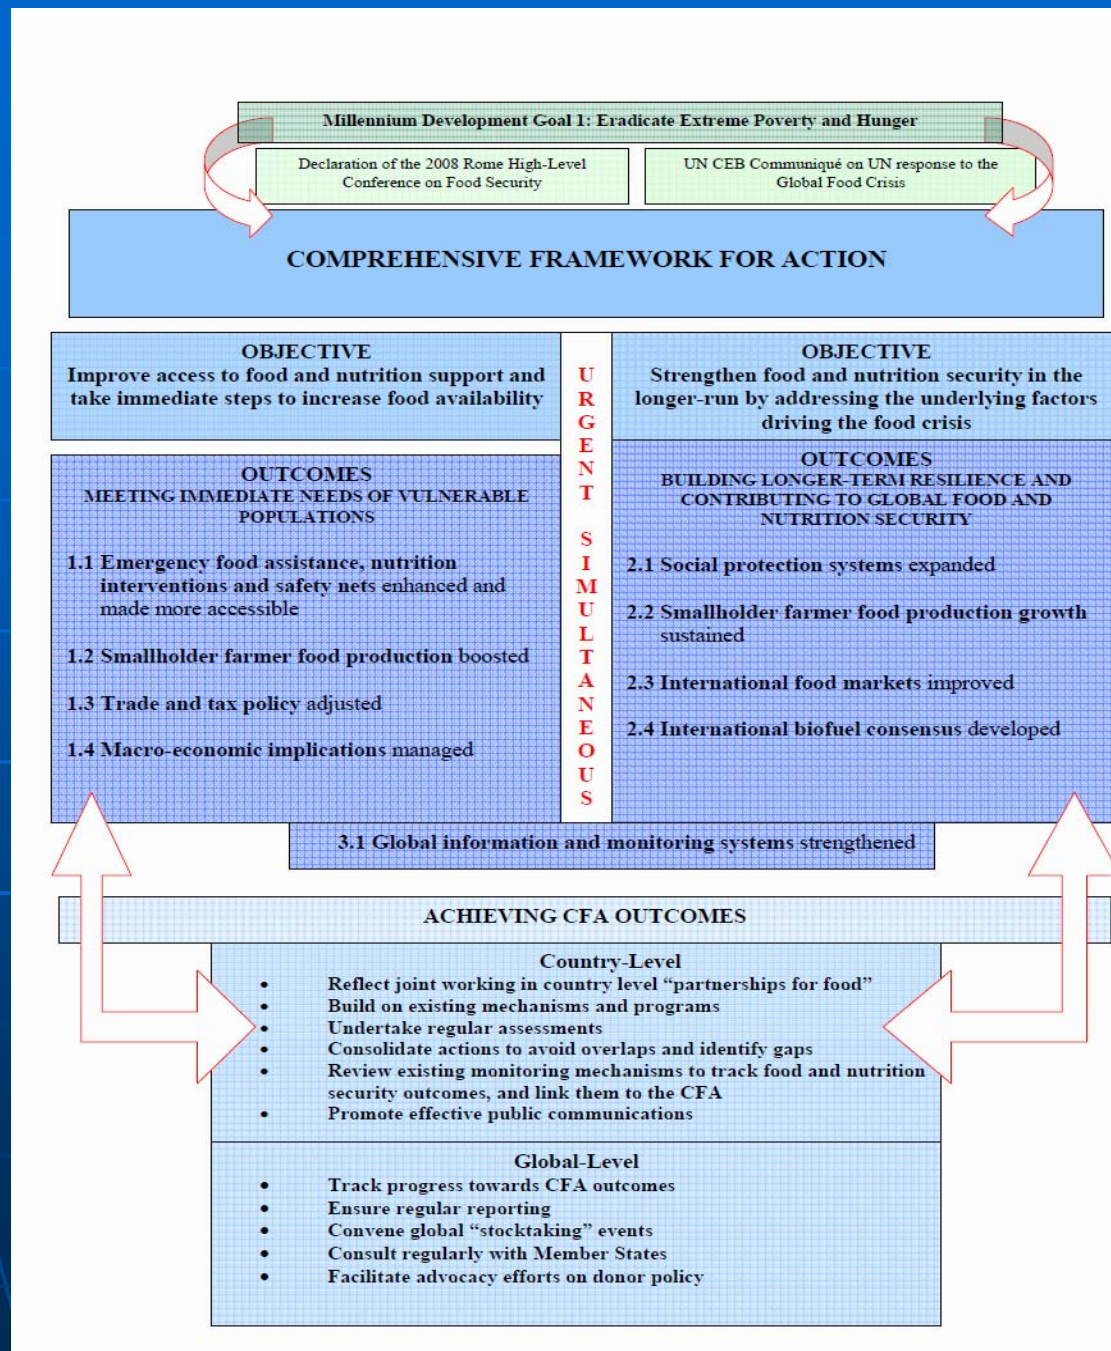 Millennium Development Goal 1: Eradicate Extreme Poverty and Hunger
Declaration of the 2008 Rome High-Level
Conference on Food Security
UN CEB Communiqué on UN response to the
Global Food Crisis
COMPREHENSIVE FRAMEWORK FOR ACTION
OBJECTIVE
Improve access to food and nutrition support and
take immediate steps to increase food availability
OUTCOMES
MEETING IMMEDIATE NEEDS OF VULNERABLE
POPULATIONS
1.1 Emergency food assistance, nutrition
interventions and safety nets enhanced and
made more accessible
1.2 Smallholder farmer food production boosted
1.3 Trade and tax policy adjusted
1.4 Macro-economic implications managed
URGENT SIMULTANEOUS
OBJECTIVE
Strengthen food and nutrition security in the
longer-run by addressing the underlying factors
driving the food crisis
OUTCOMES
BUILDING LONGER-TERM RESILIENCE AND
CONTRIBUTING TO GLOBAL FOOD AND
NUTRITION SECURITY
2.1 Social protection systems expanded
2.2 Smallholder farmer food production growth
sustained
2.3 International food markets improved
2.4 International biofuel consensus developed
3.1 Global information and monitoring systems strengthened
ACHIEVING CFA OUTCOMES
Country-Level
• Reflect joint working in country level “partnerships for food”
• Build on existing mechanisms and programs
• Undertake regular assessments
• Consolidate actions to avoid overlaps and identify gaps
• Review existing monitoring mechanisms to track food and nutrition
security outcomes, and link them to the CFA
• Promote effective public communications
Global-Level
• Track progress towards CFA outcomes
• Ensure regular reporting
• Convene global “stocktaking” events
• Consult regularly with Member States
• Facilitate advocacy efforts on donor policy